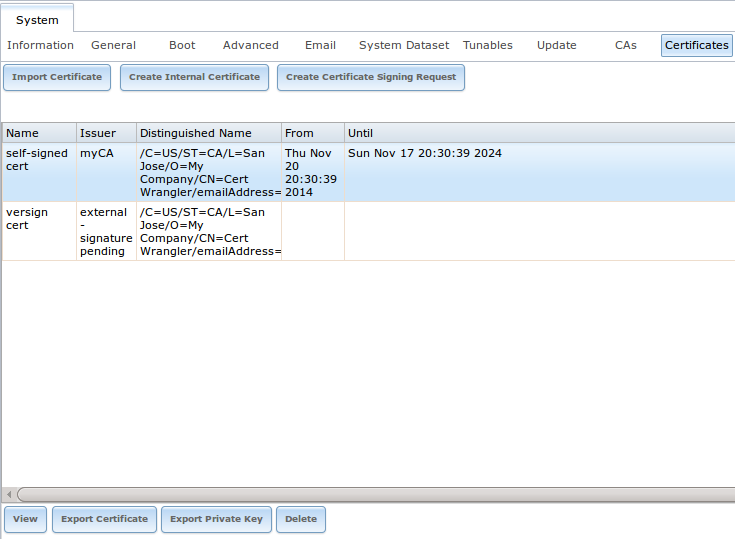 System
Information General Boot Advanced Email System Dataset Tunables Update CAs Certificates
Import Certificate Create Internal Certificate Create Certificate Signing Request
Name Issuer Distinguished Name From Until
self-signed cert myCA /C=US/ST=CA/L=San Jose/O=My Company/CN=Cert Wrangler/emailAddress= Thu Nov 20 20:30:39 2014 Sun Nov 17 20:30:39 2024
versign cert external - signature pending /C=US/ST=CA/L=San Jose/O=My Company/CN=Cert Wrangler/emailAddress=
View Export Certificate Export Private Key Delete